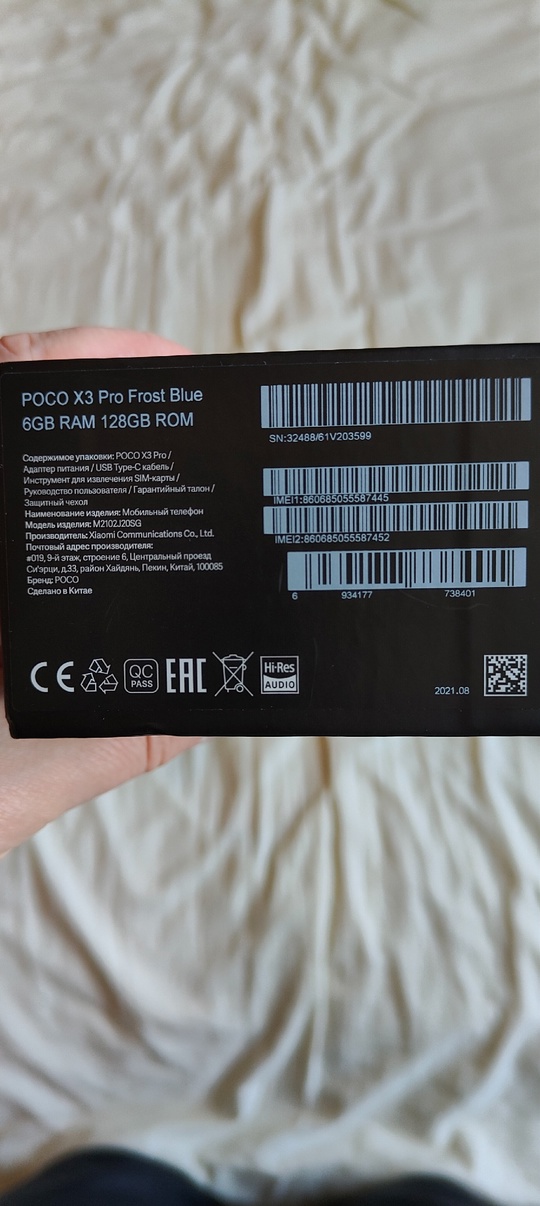 POCO X3 Pro Frost Blue
6GB RAM 128GB ROM
Содержимое упаковки: POCO X3 Pro /
Адаптер питания / USB Type-C кабель /
Инструмент для извлечения SIM-карты /
Руководство пользователя / Гарантийный талон /
Защитный чехол
Наименование изделия: Мобильный телефон
Модель изделия: M2102J20SG
Производитель: Xiaomi Communications Co., Ltd.
Почтовый адрес производителя:
#019, 9-й этаж, строение 6, Центральный проезд
Си'эрци, д.33, район Хайдянь, Пекин, Китай, 100085
Бренд: POCO
Сделано в Китае
SN:32488/61V203599
IMEI1:860685055587445
IMEI2:860685055587452
6 934177 738401
CE
QC
PASS
EAC
Hi-Res
AUDIO
2021.08